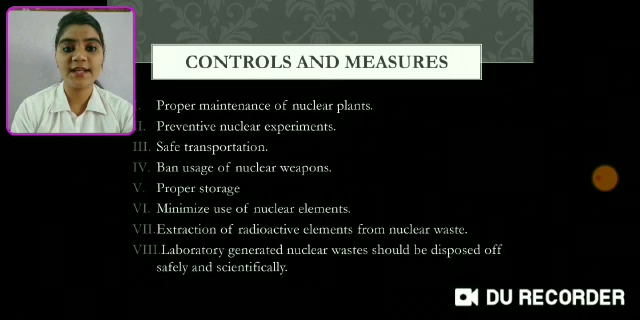 CONTROLS AND MEASURES
Proper maintenance of nuclear plants.
II. Preventive nuclear experiments.
III. Safe transportation.
IV. Ban usage of nuclear weapons.
V. Proper storage
VI. Minimize use of nuclear elements.
VII. Extraction of radioactive elements from nuclear waste.
VIII. Laboratory generated nuclear wastes should be disposed off
safely and scientifically.
DU RECORDER